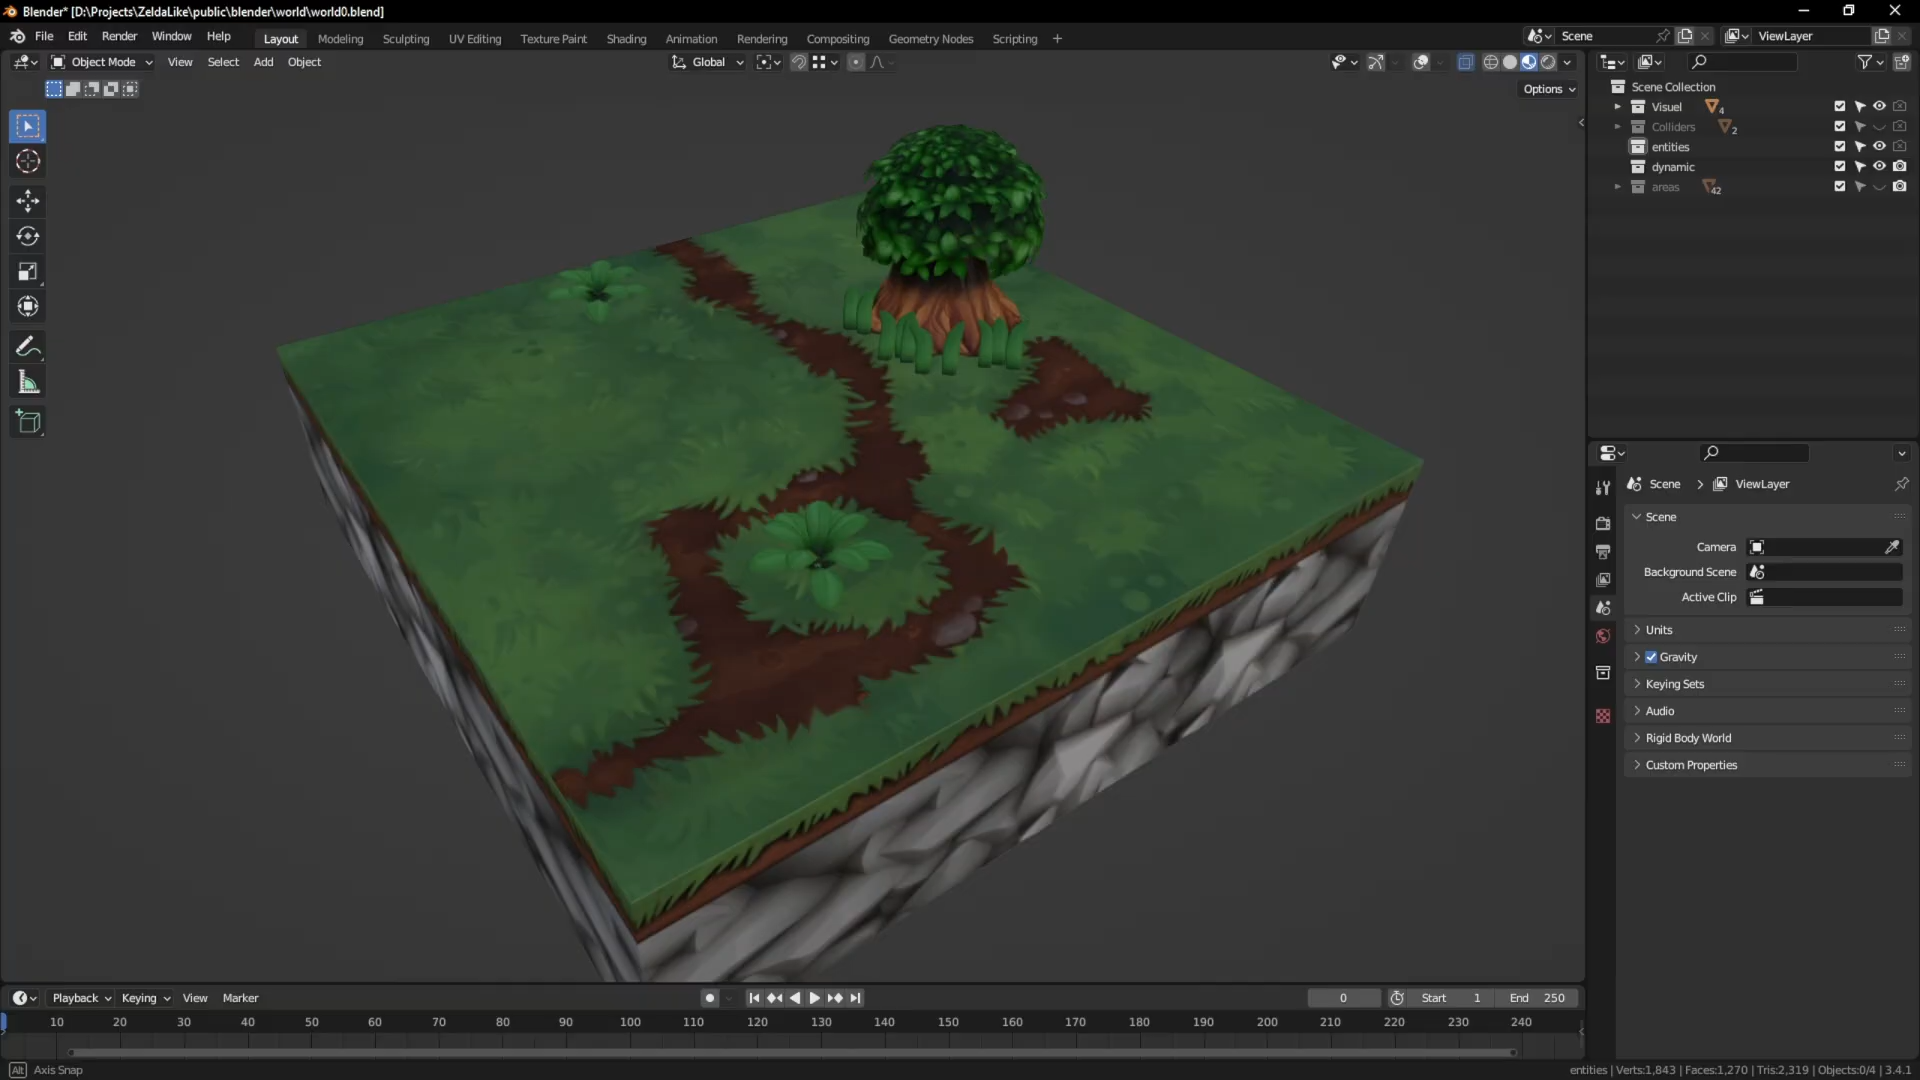 Blender* [D:\Projects\ZeldaLike\public\blender\world\world0.blend]
File Edit Render Window Help
Layout Modeling Sculpting UV Editing Texture Paint Shading Animation Rendering Compositing Geometry Nodes Scripting +
Scene
ViewLayer
Object Mode View Select Add Object
Global
Options
Scene Collection
Visuel 4
Colliders 2
entities
dynamic
areas 42
Scene > ViewLayer
Scene
Camera
Background Scene
Active Clip
Units
Gravity
Keying Sets
Audio
Rigid Body World
Custom Properties
Playback Keying View Marker
0 Start 1 End 250
10 20 30 40 50 60 70 80 90 100 110 120 130 140 150 160 170 180 190 200 210 220 230 240
Alt Axis Snap
entities | Verts:1,843 | Faces:1,270 | Tris:2,319 | Objects:0/4 | 3.4.1